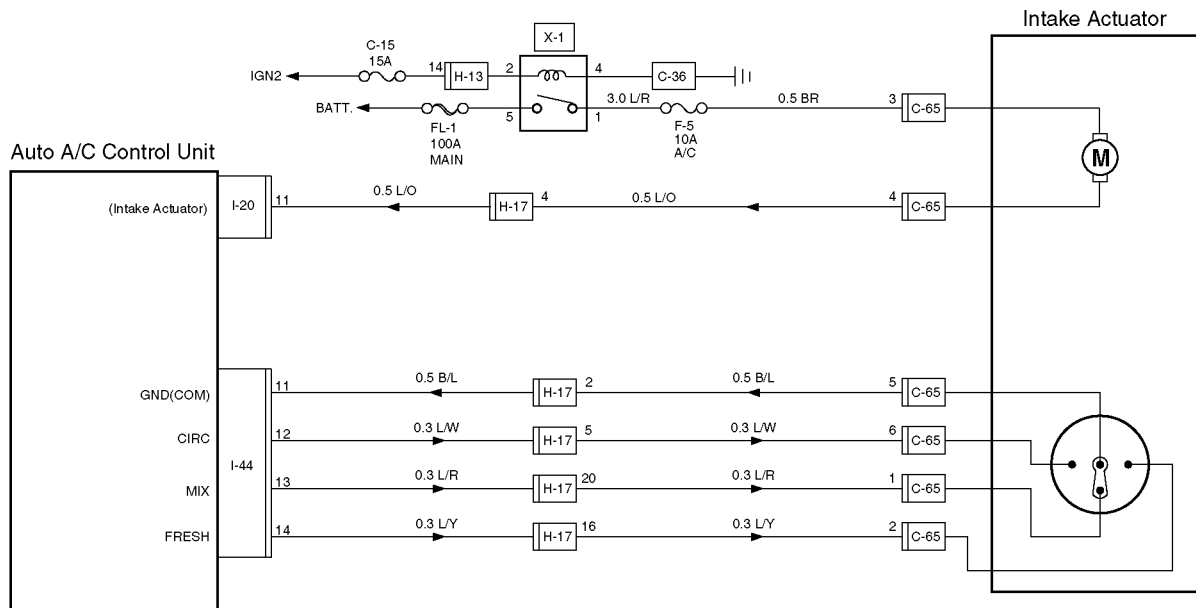 Intake Actuator
X-1
C-15
15A
IGN2
14
H-13
2
4
C-36
BATT.
FL-1
100A
MAIN
5
1
3.0 L/R
F-5
10A
A/C
0.5 BR
3
C-65
M
Auto A/C Control Unit
(Intake Actuator)
I-20
11
0.5 L/O
H-17
4
0.5 L/O
4
C-65
I-44
GND(COM)
11
0.5 B/L
H-17
2
0.5 B/L
5
C-65
CIRC
12
0.3 L/W
H-17
5
0.3 L/W
6
C-65
MIX
13
0.3 L/R
H-17
20
0.3 L/R
1
C-65
FRESH
14
0.3 L/Y
H-17
16
0.3 L/Y
2
C-65